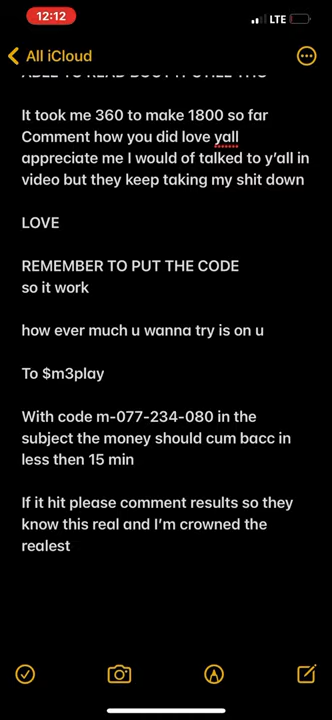 12:12
LTE
All iCloud
It took me 360 to make 1800 so far
Comment how you did love yall
appreciate me I would of talked to y'all in
video but they keep taking my shit down
LOVE
REMEMBER TO PUT THE CODE
so it work
how ever much u wanna try is on u
To $m3play
With code m-077-234-080 in the
subject the money should cum bacc in
less then 15 min
If it hit please comment results so they
know this real and I'm crowned the
realest